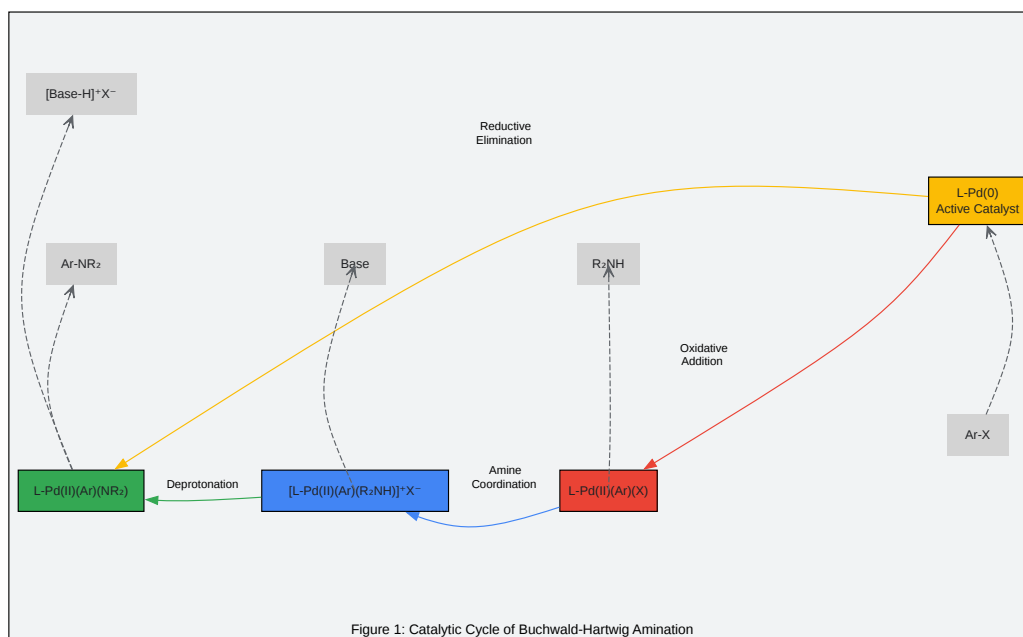 [Base-H]⁺X⁻
Reductive
Elimination
L-Pd(0)
Active Catalyst
Ar-NR₂
Base
R₂NH
Oxidative
Addition
Ar-X
L-Pd(II)(Ar)(NR₂)
Deprotonation
[L-Pd(II)(Ar)(R₂NH)]⁺X⁻
Amine
Coordination
L-Pd(II)(Ar)(X)
Figure 1: Catalytic Cycle of Buchwald-Hartwig Amination